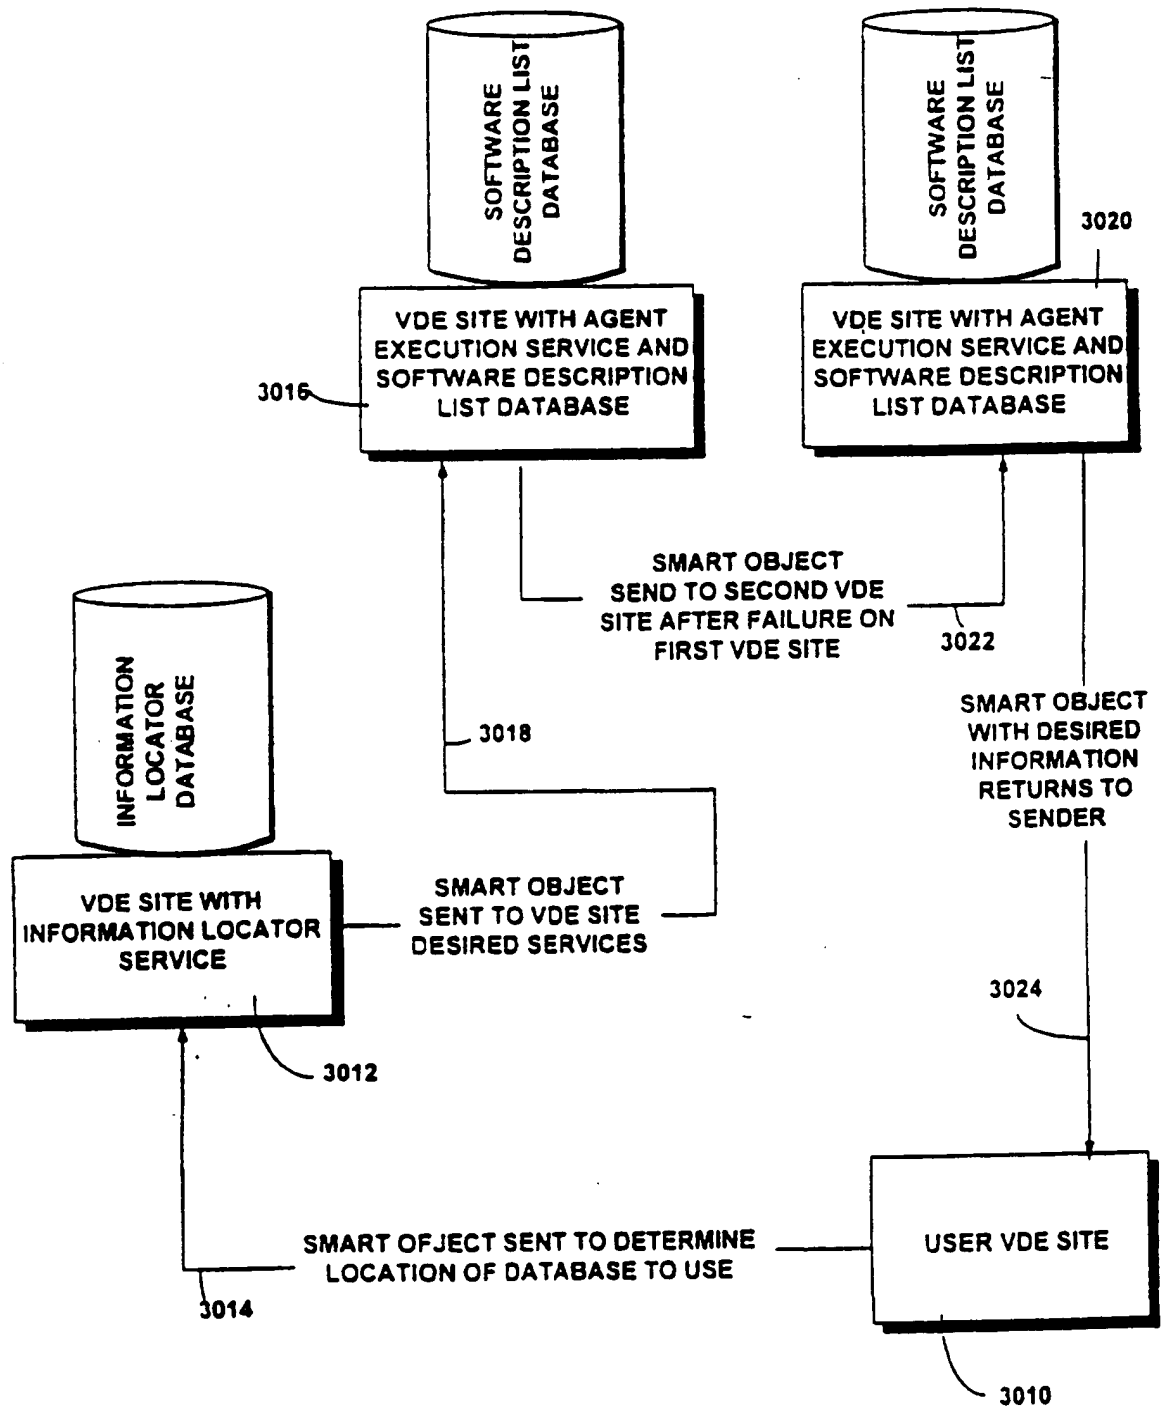 SOFTWARE
DESCRIPTION LIST
DATABASE
SOFTWARE
DESCRIPTION LIST
DATABASE
3020
VDE SITE WITH AGENT
EXECUTION SERVICE AND
SOFTWARE DESCRIPTION
LIST DATABASE
VDE SITE WITH AGENT
EXECUTION SERVICE AND
SOFTWARE DESCRIPTION
LIST DATABASE
3016
SMART OBJECT
SEND TO SECOND VDE
SITE AFTER FAILURE ON
FIRST VDE SITE
3022
INFORMATION
LOCATOR
DATABASE
3018
SMART OBJECT
WITH DESIRED
INFORMATION
RETURNS TO
SENDER
VDE SITE WITH
INFORMATION LOCATOR
SERVICE
SMART OBJECT
SENT TO VDE SITE
DESIRED SERVICES
3024
3012
SMART OFJECT SENT TO DETERMINE
LOCATION OF DATABASE TO USE
USER VDE SITE
3014
3010